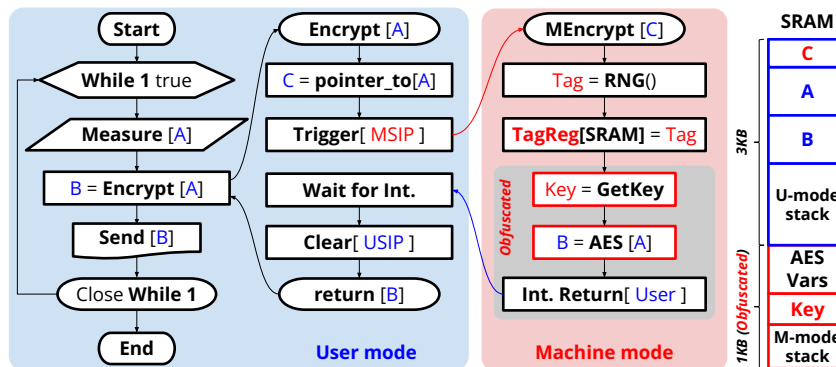 Start
While 1 true
Measure [A]
B = Encrypt [A]
Send [B]
Close While 1
End
Encrypt [A]
C = pointer_to[A]
Trigger[ MSIP ]
Wait for Int.
Clear[ USIP ]
return [B]
User mode
MEncrypt [C]
Tag = RNG()
TagReg[SRAM] = Tag
Obfuscated
Key = GetKey
B = AES [A]
Int. Return[ User ]
Machine mode
SRAM
3KB
C
A
B
U-mode
stack
1KB (Obfuscated)
AES
Vars
Key
M-mode
stack